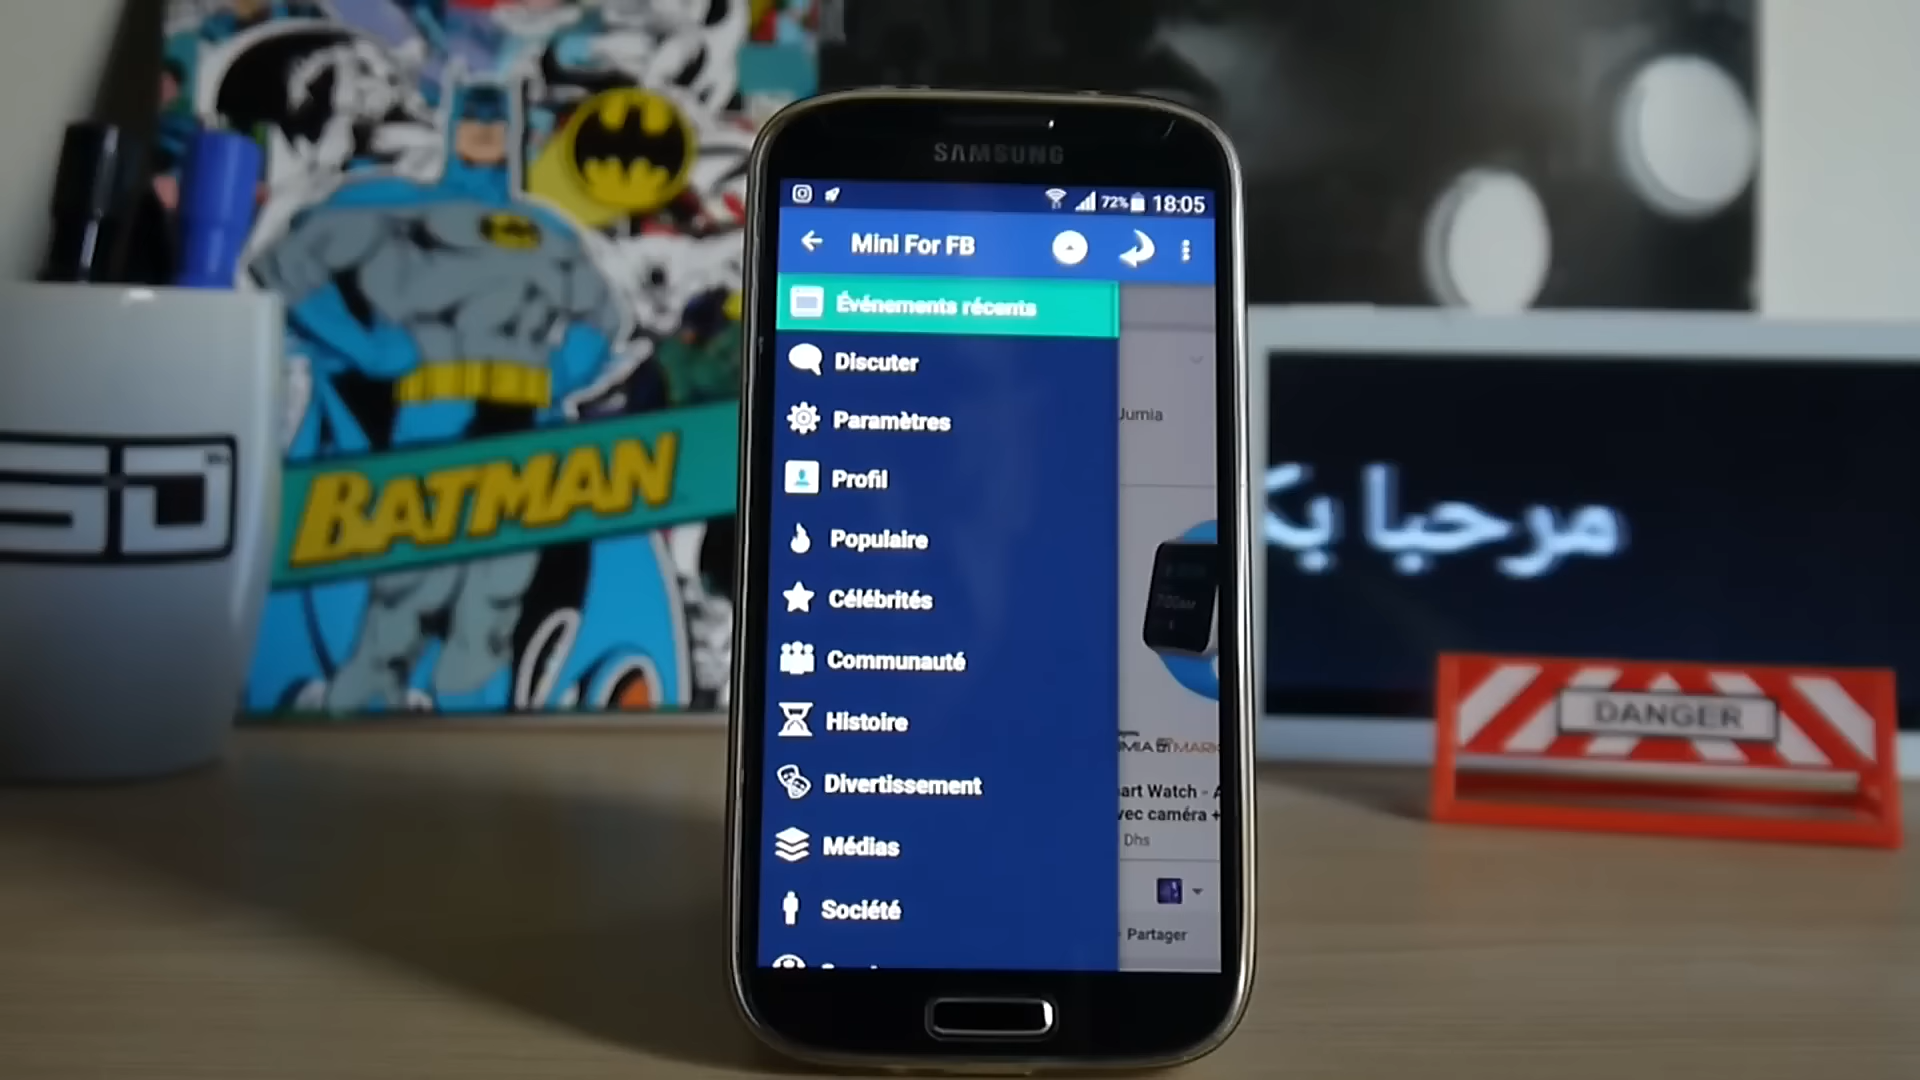 SAMSUNG
72% 18:05
Mini For FB
Événements récents
Discuter
Paramètres
Profil
Populaire
Célébrités
Communauté
Histoire
Divertissement
Médias
Société
Jumia
art Watch -
vec caméra +
Dhs
Partager
BATMAN
SD
مرحبا بك
DANGER